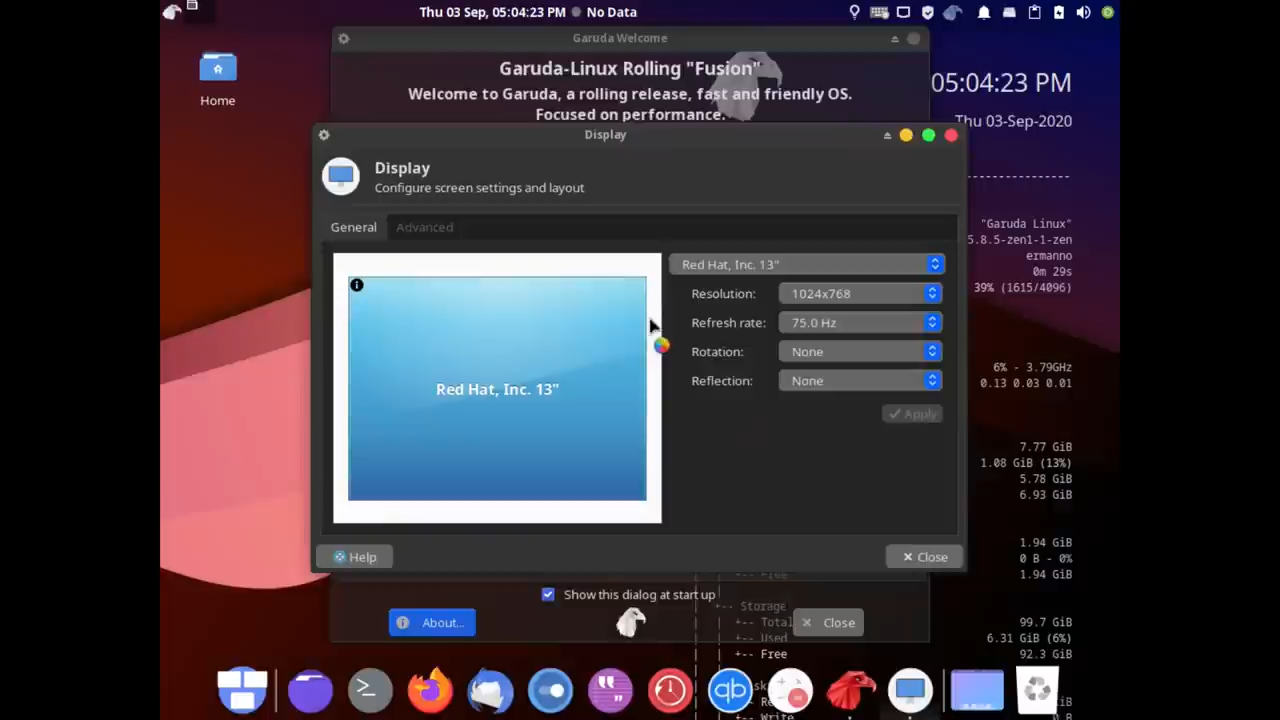 Thu 03 Sep, 05:04:23 PM No Data
Garuda Welcome
Home
Garuda-Linux Rolling "Fusion"
Welcome to Garuda, a rolling release, fast and friendly OS.
Focused on performance.
05:04:23 PM
Thu 03-Sep-2020
Display
Display
Configure screen settings and layout
General Advanced
Red Hat, Inc. 13"
Red Hat, Inc. 13"
Resolution: 1024x768
Refresh rate: 75.0 Hz
Rotation: None
Reflection: None
Apply
Help
Close
"Garuda Linux"
5.8.5-zen1-1-zen
ermanno
0m 29s
39% (1615/4096)
6% - 3.79GHz
0.13 0.03 0.01
7.77 GiB
1.08 GiB (13%)
5.78 GiB
6.93 GiB
1.94 GiB
0 B - 0%
+-- Free 1.94 GiB
Show this dialog at start up
About...
Close
+-- Storage
+-- Total 99.7 GiB
+-- Used 6.31 GiB (6%)
+-- Free 92.3 GiB
qb